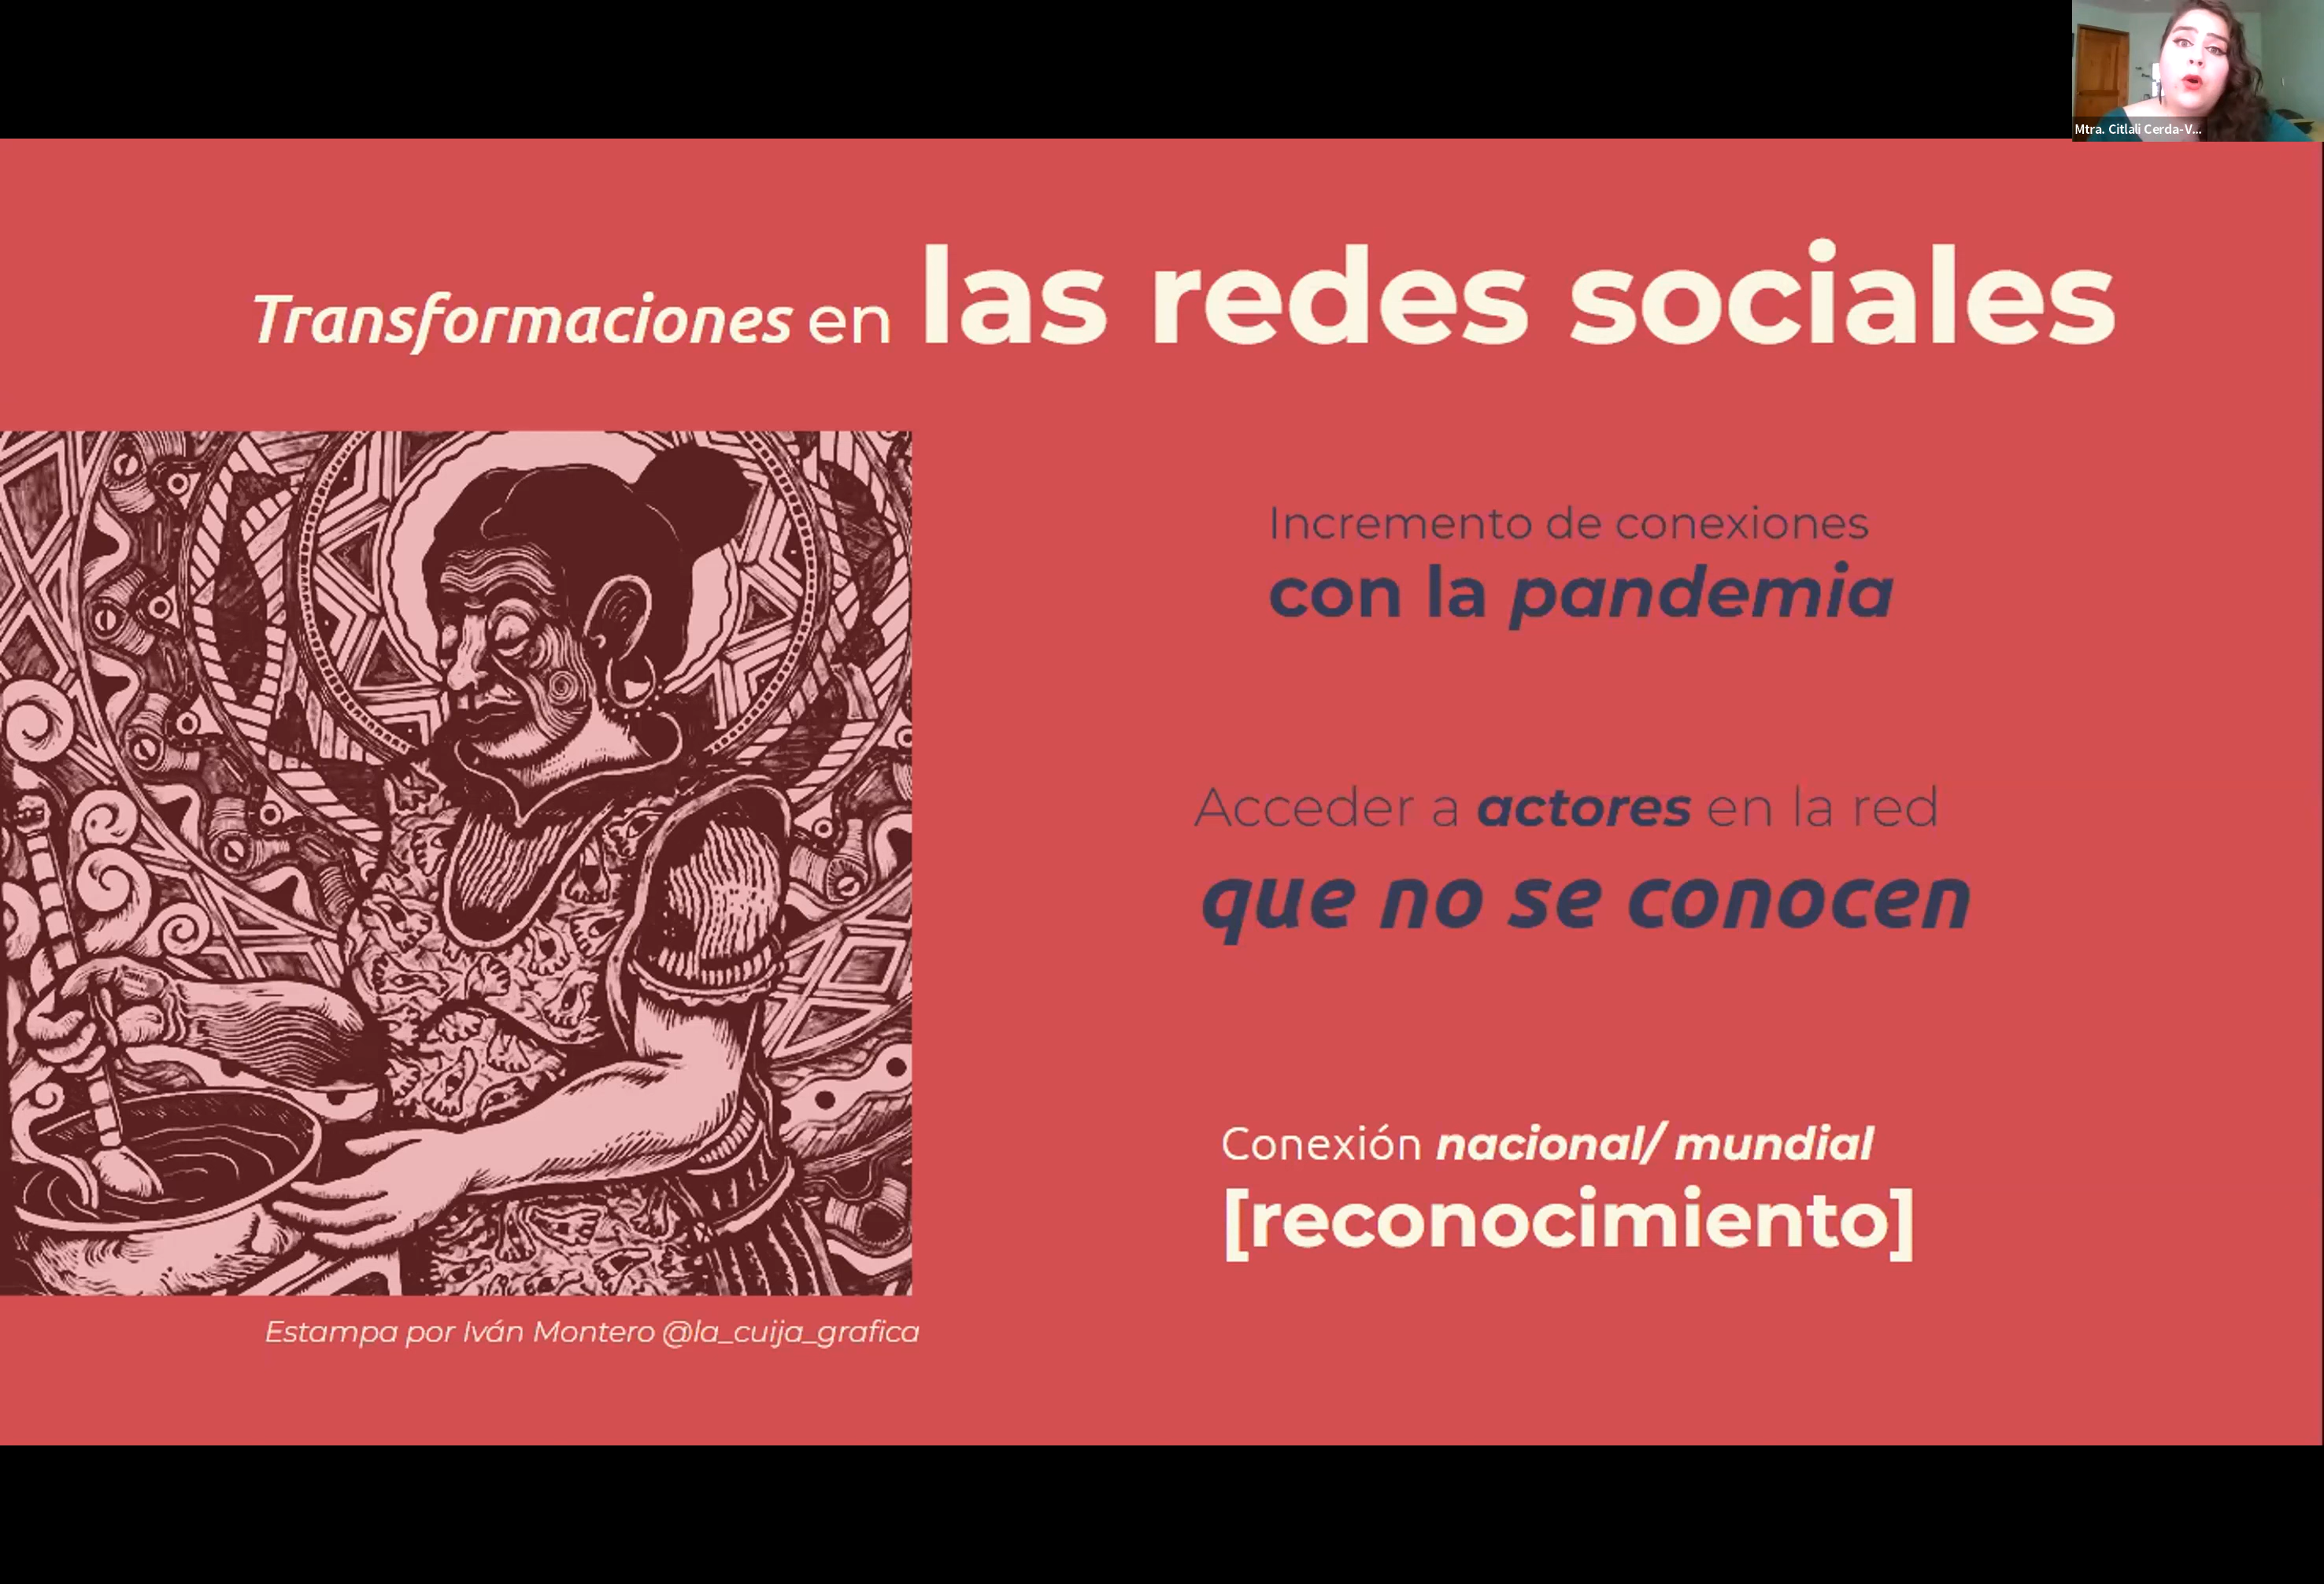 Mtra. Citlali Cerda-V...
Transformaciones en las redes sociales
Incremento de conexiones
con la pandemia
Acceder a actores en la red
que no se conocen
Conexión nacional/ mundial
[reconocimiento]
Estampa por Iván Montero @la_cuija_grafica